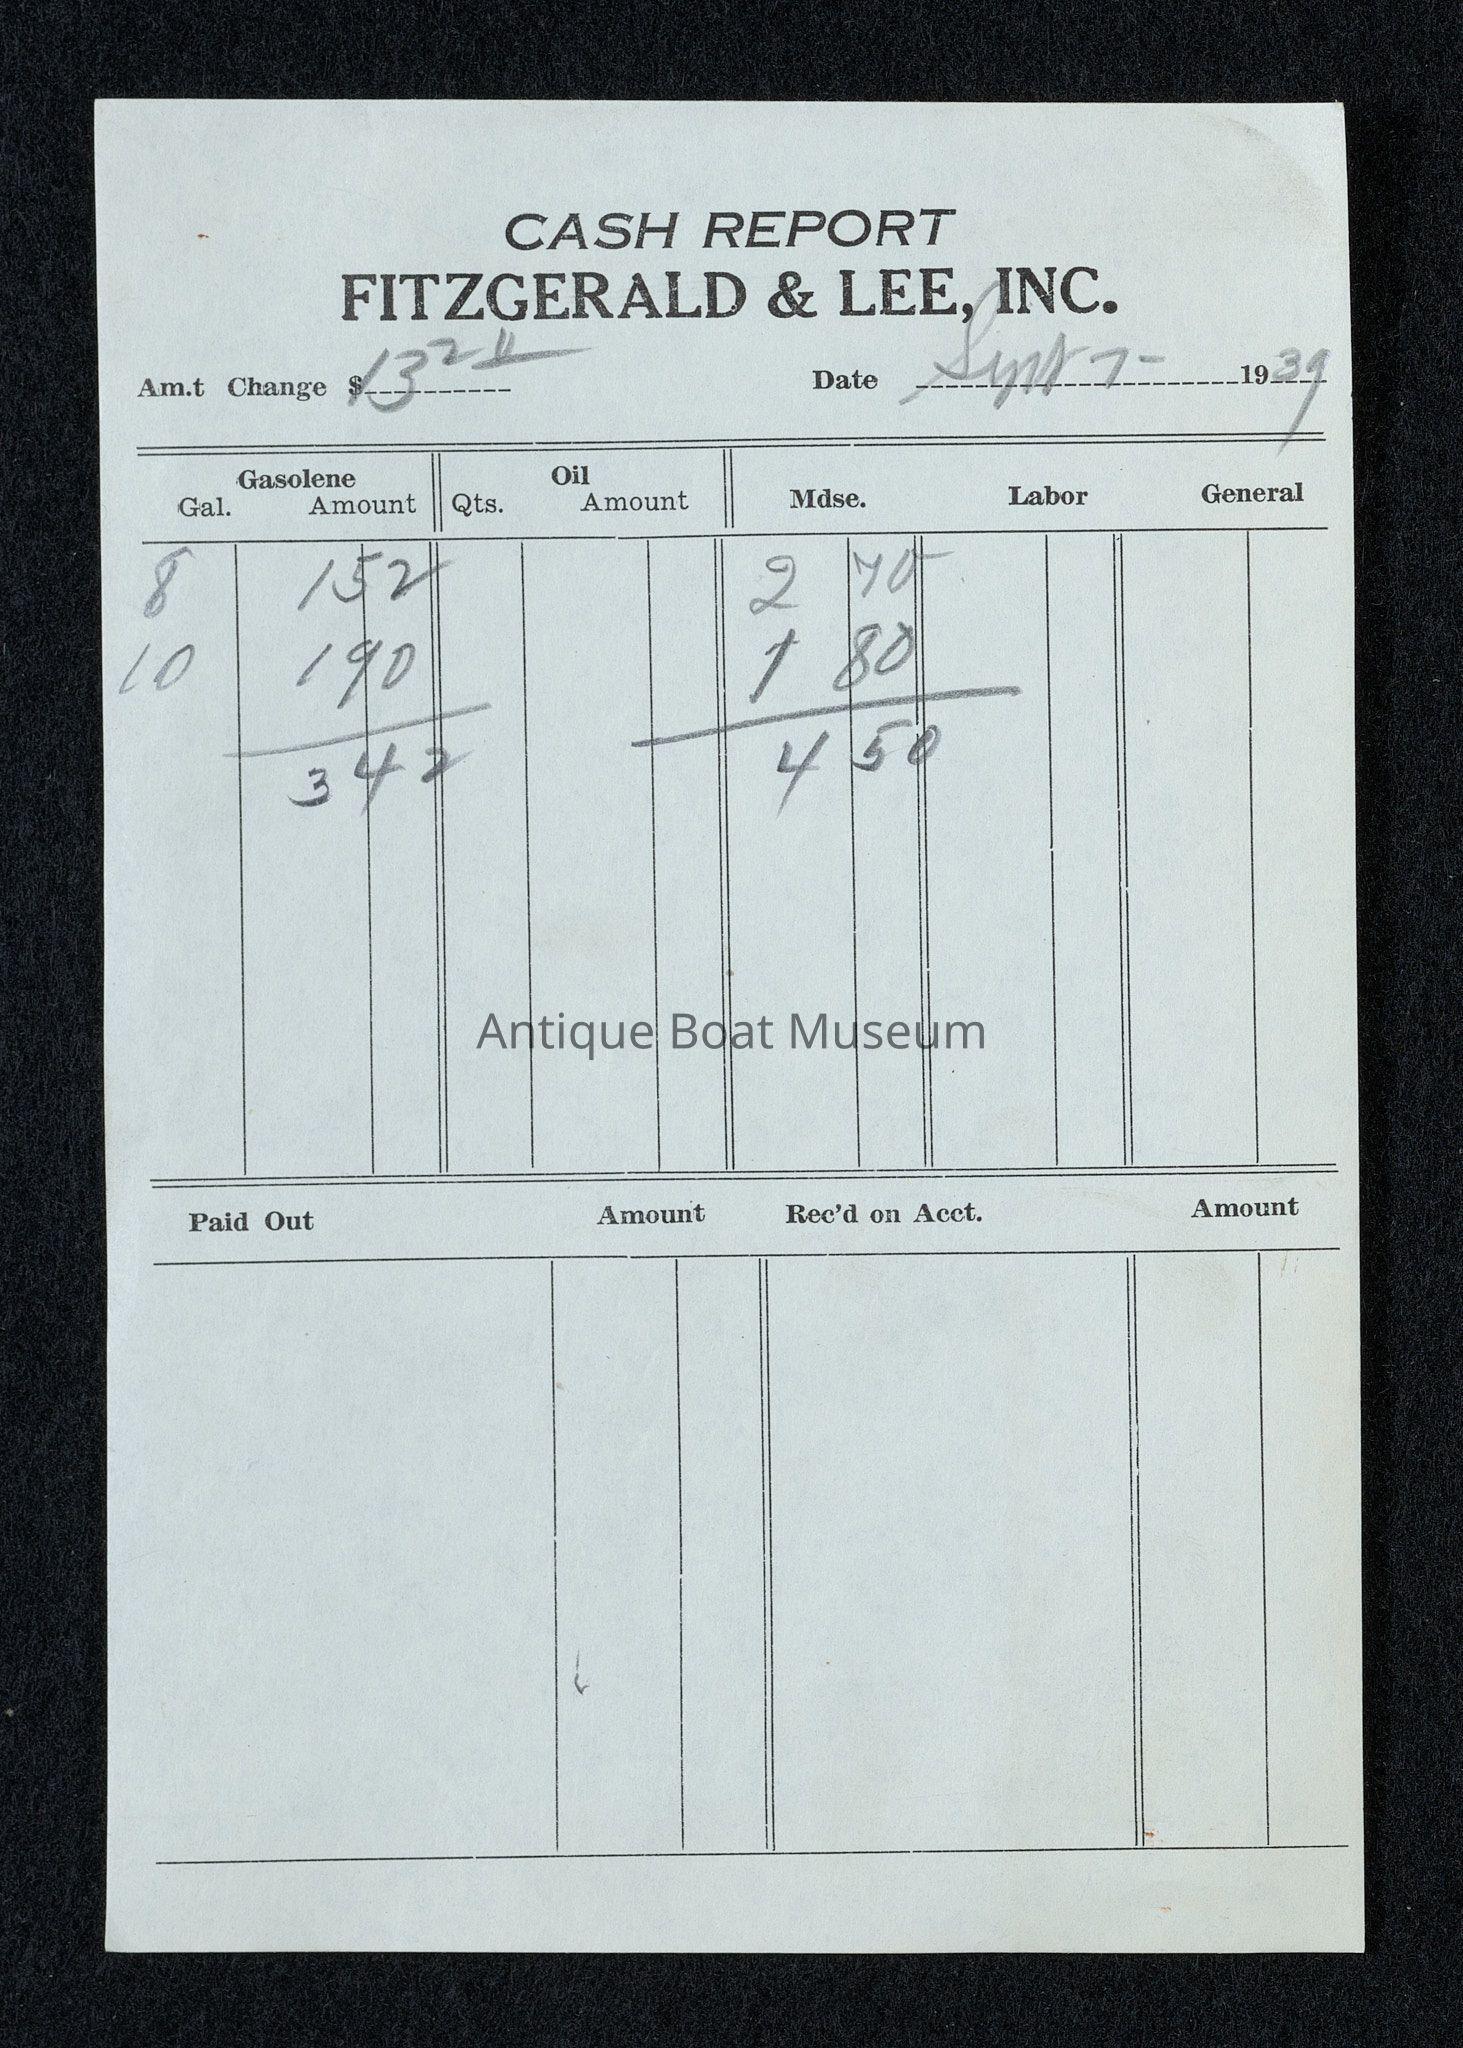 CASH REPORT
FITZGERALD & LEE, INC.
Am.t Change $ 13 Date Sept 7- 1939
Gasolene Oil
Gal. Amount Qts. Amount Mdse. Labor General
8 152 2 70
10 190 1 80
342 4 50
Antique Boat Museum
Paid Out Amount Rec'd on Acct. Amount